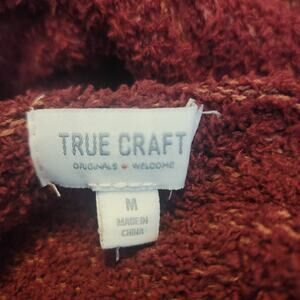 TRUE CRAFT
ORIGINALS WELCOME
M
MADE IN
CHINA